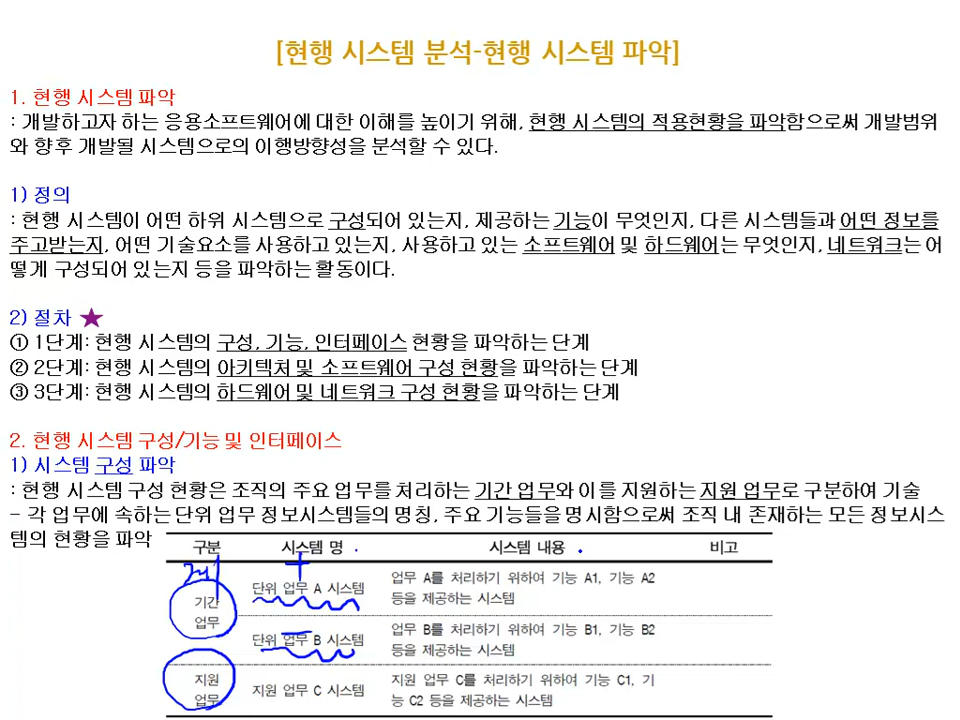 [현행 시스템 분석-현행 시스템 파악]
1. 현행 시스템 파악
: 개발하고자 하는 응용소프트웨어에 대한 이해를 높이기 위해, 현행 시스템의 적용현황을 파악함으로써 개발범위
와 향후 개발될 시스템으로의 이행방향성을 분석할 수 있다.
1) 정의
: 현행 시스템이 어떤 하위 시스템으로 구성되어 있는지, 제공하는 기능이 무엇인지, 다른 시스템들과 어떤 정보를
주고받는지, 어떤 기술요소를 사용하고 있는지, 사용하고 있는 소프트웨어 및 하드웨어는 무엇인지, 네트워크는 어
떻게 구성되어 있는지 등을 파악하는 활동이다.
2) 절차 ★
① 1단계: 현행 시스템의 구성, 기능, 인터페이스 현황을 파악하는 단계
② 2단계: 현행 시스템의 아키텍처 및 소프트웨어 구성 현황을 파악하는 단계
③ 3단계: 현행 시스템의 하드웨어 및 네트워크 구성 현황을 파악하는 단계
2. 현행 시스템 구성/기능 및 인터페이스
1) 시스템 구성 파악
: 현행 시스템 구성 현황은 조직의 주요 업무를 처리하는 기간 업무와 이를 지원하는 지원 업무로 구분하여 기술
- 각 업무에 속하는 단위 업무 정보시스템들의 명칭, 주요 기능들을 명시함으로써 조직 내 존재하는 모든 정보시스
템의 현황을 파악
구분 시스템 명 시스템 내용 비고
기간
업무
단위 업무 A 시스템
업무 A를 처리하기 위하여 기능 A1, 기능 A2
등을 제공하는 시스템
단위 업무 B 시스템
업무 B를 처리하기 위하여 기능 B1, 기능 B2
등을 제공하는 시스템
지원
업무
지원 업무 C 시스템
지원 업무 C를 처리하기 위하여 기능 C1, 기
능 C2 등을 제공하는 시스템